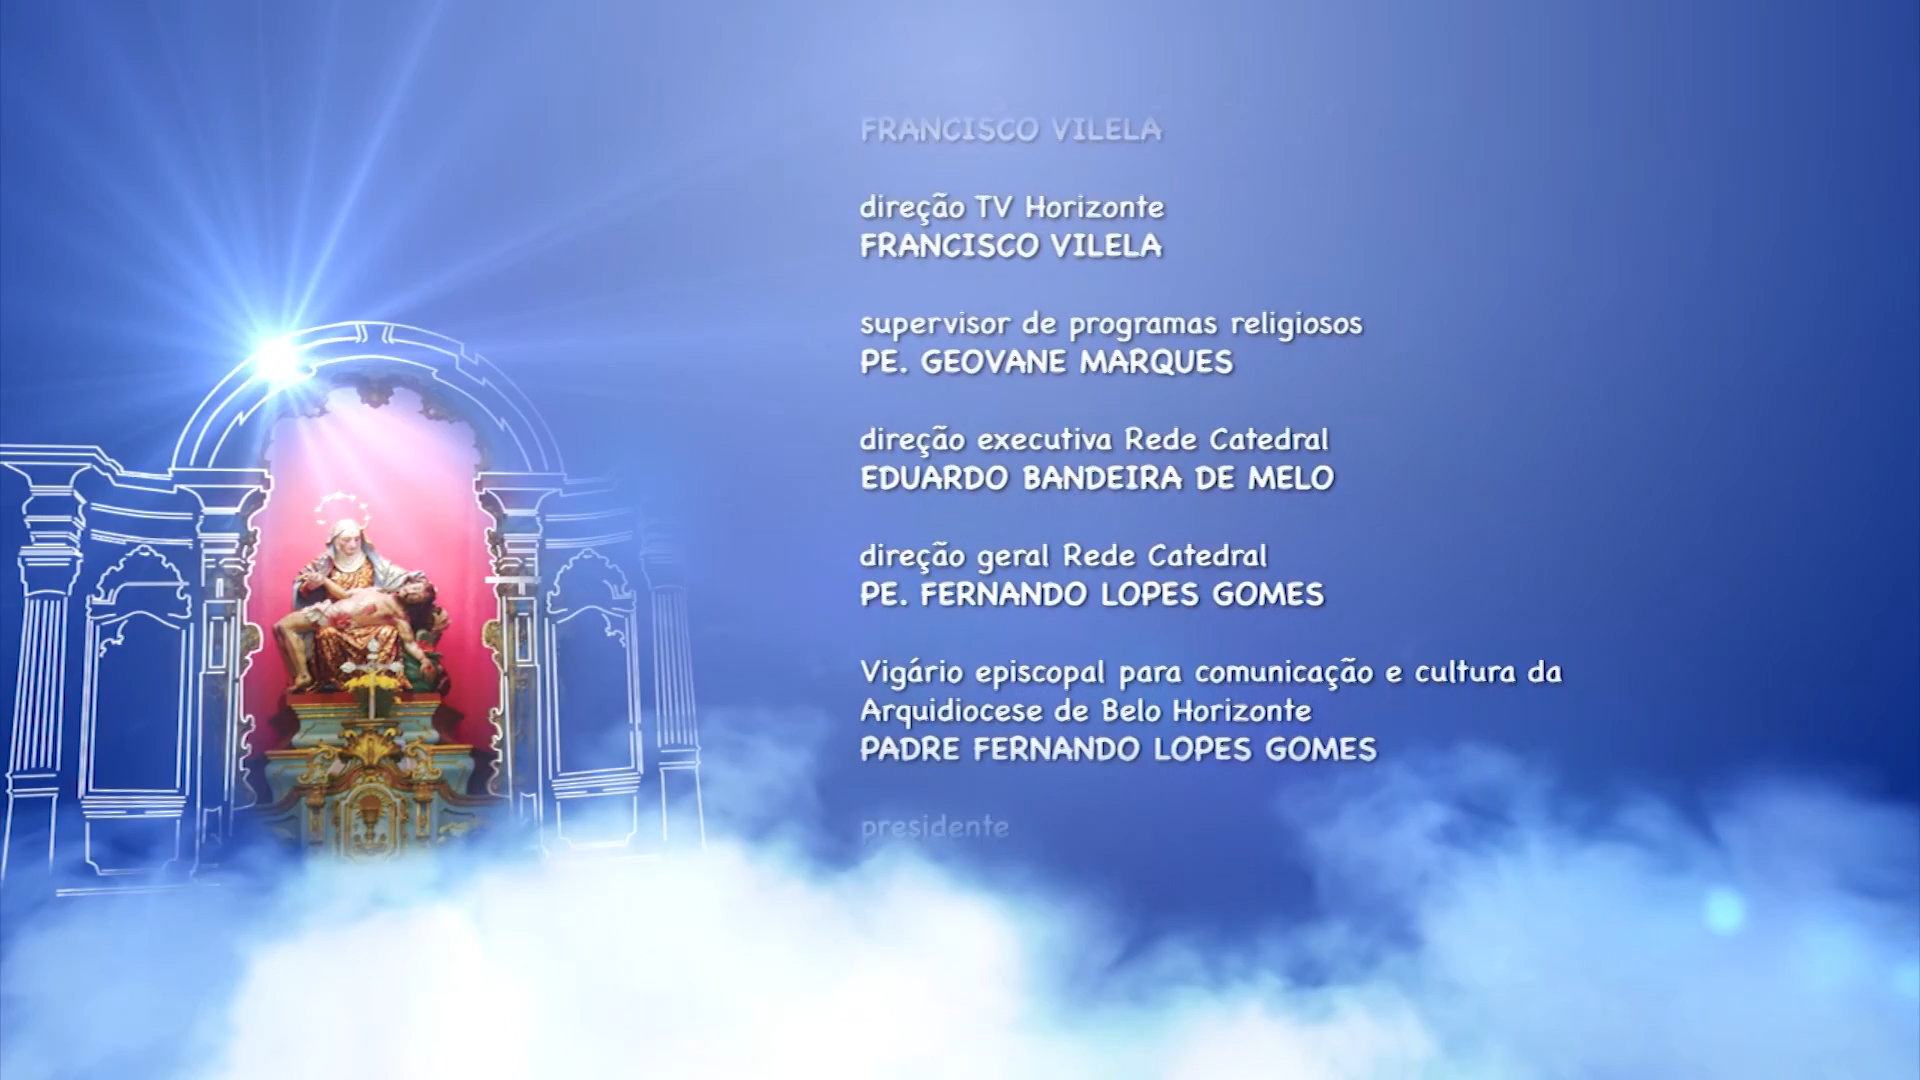 FRANCISCO VILELA
direção TV Horizonte
FRANCISCO VILELA
supervisor de programas religiosos
PE. GEOVANE MARQUES
direção executiva Rede Catedral
EDUARDO BANDEIRA DE MELO
direção geral Rede Catedral
PE. FERNANDO LOPES GOMES
Vigário episcopal para comunicação e cultura da
Arquidiocese de Belo Horizonte
PADRE FERNANDO LOPES GOMES
presidente